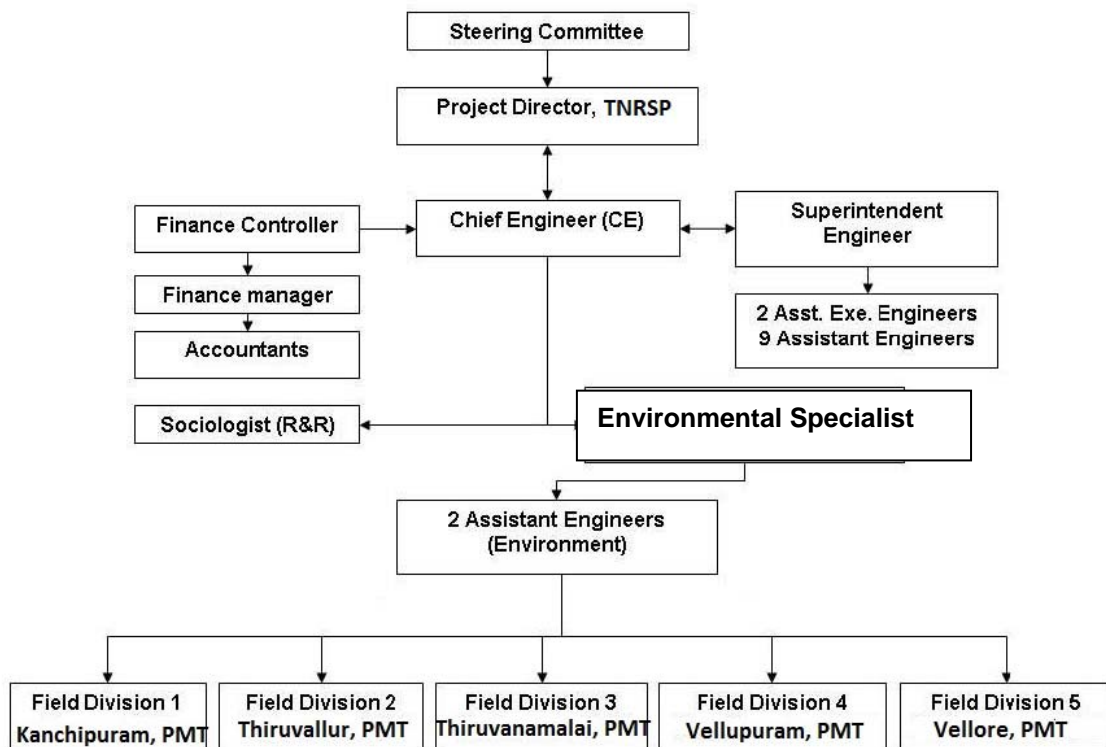 Steering Committee
Project Director, TNRSP
Finance Controller
Chief Engineer (CE)
Superintendent
Engineer
Finance manager
2 Asst. Exe. Engineers
9 Assistant Engineers
Accountants
Sociologist (R&R)
Environmental Specialist
2 Assistant Engineers
(Environment)
Field Division 1
Kanchipuram, PMT
Field Division 2
Thiruvallur, PMT
Field Division 3
Thiruvanamalai, PMT
Field Division 4
Vellupuram, PMT
Field Division 5
Vellore, PMT